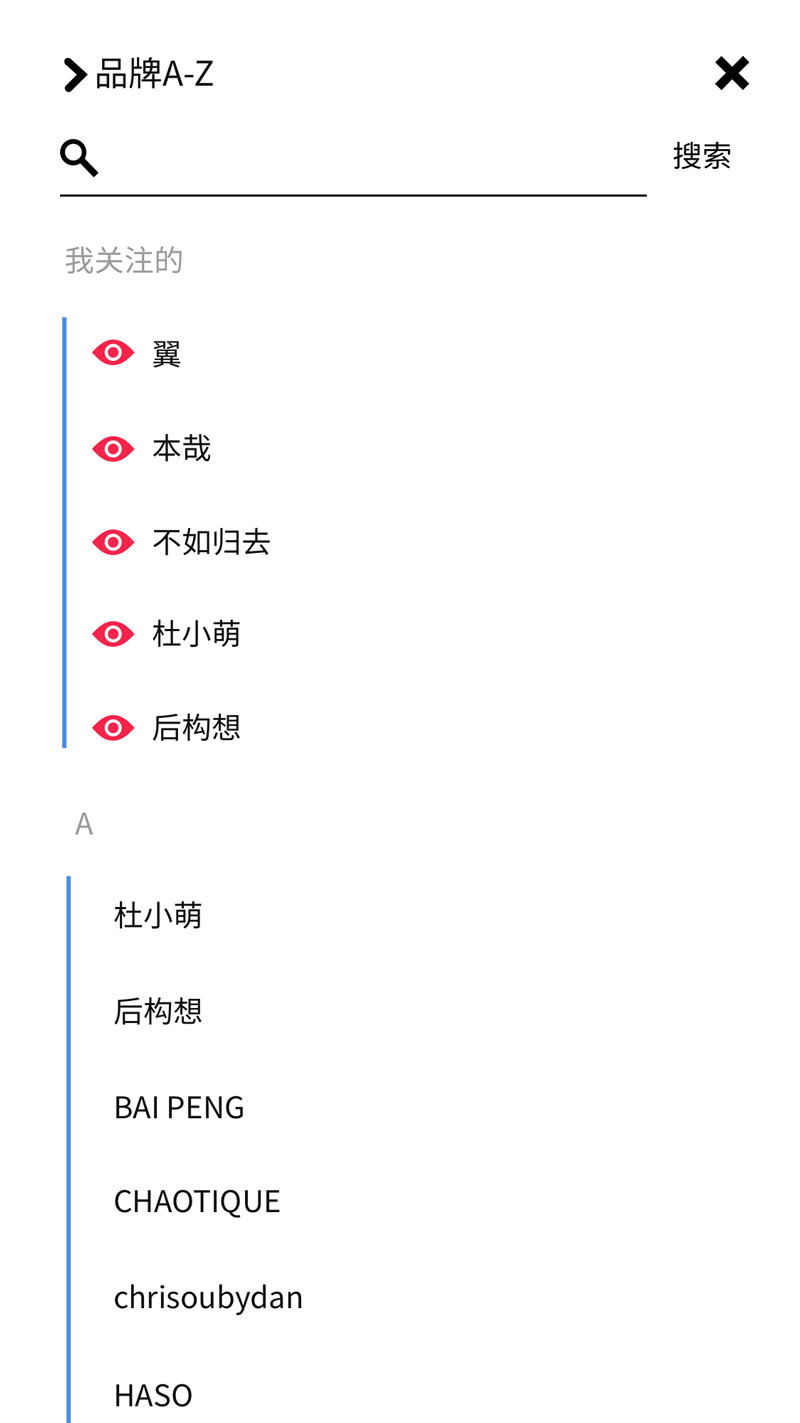 品牌A-Z
搜索
我关注的
翼
本哉
不如归去
杜小萌
后构想
A
杜小萌
后构想
BAI PENG
CHAOTIQUE
chrisoubydan
HASO